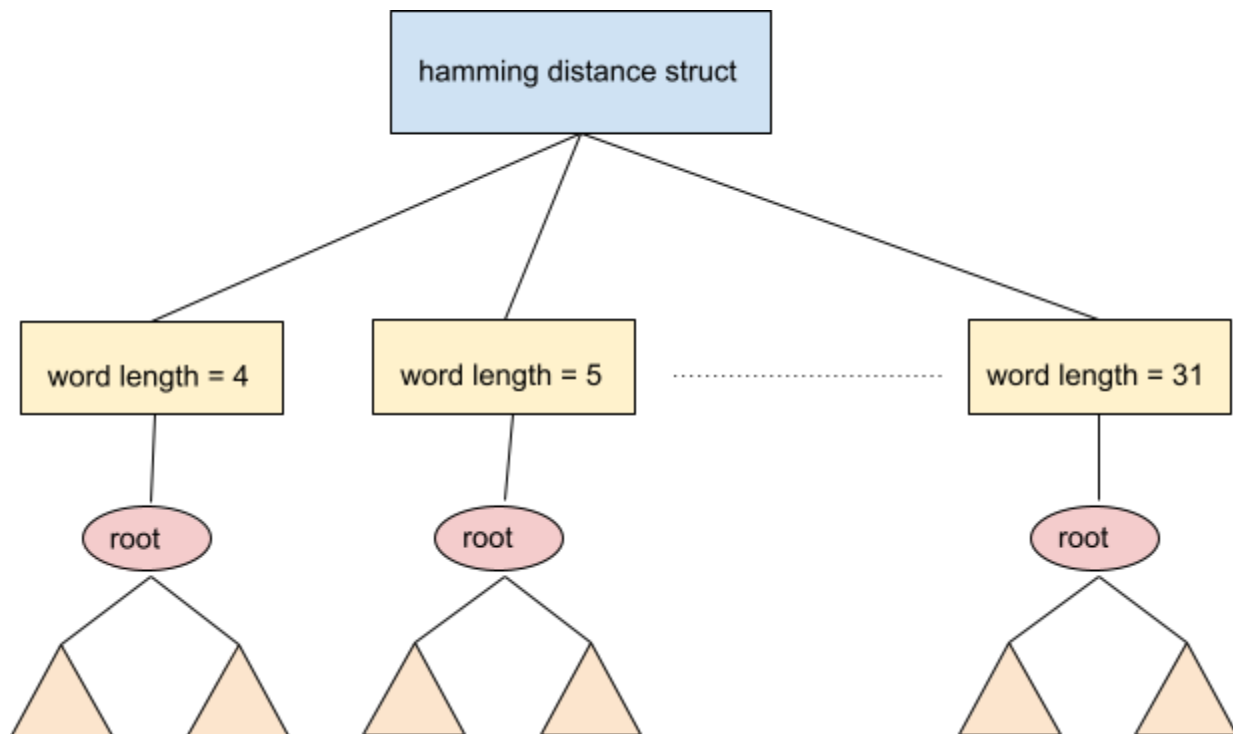 hamming distance struct
word length = 4
word length = 5
word length = 31
root
root
root